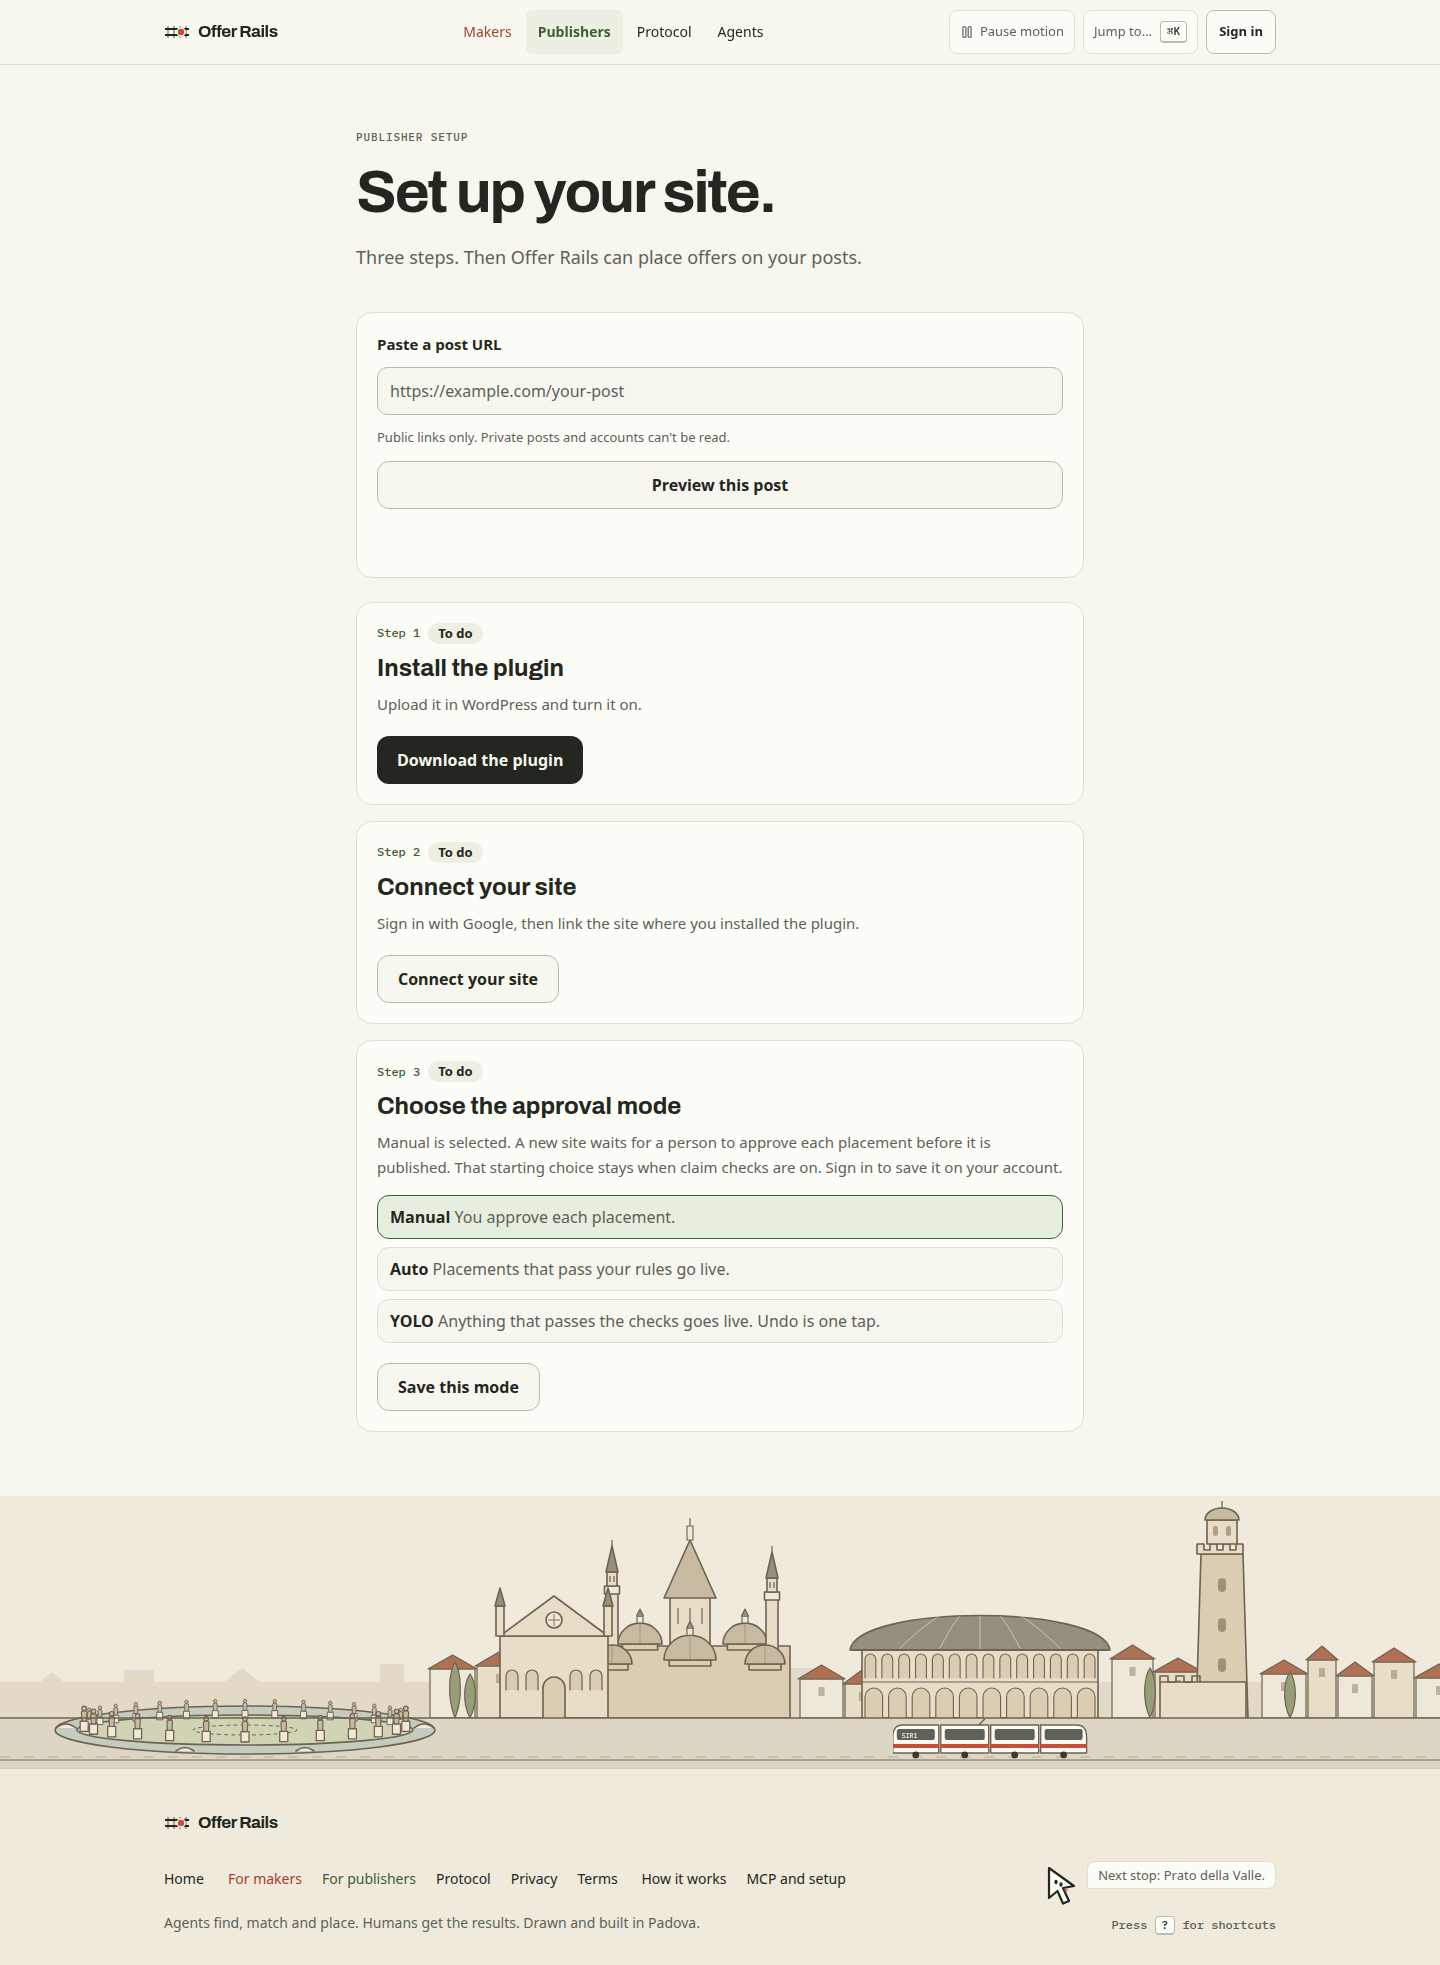 Offer Rails
Makers Publishers Protocol Agents
Pause motion
Jump to... ⌘K
Sign in
PUBLISHER SETUP
Set up your site.
Three steps. Then Offer Rails can place offers on your posts.
Paste a post URL
https://example.com/your-post
Public links only. Private posts and accounts can't be read.
Preview this post
Step 1 To do
Install the plugin
Upload it in WordPress and turn it on.
Download the plugin
Step 2 To do
Connect your site
Sign in with Google, then link the site where you installed the plugin.
Connect your site
Step 3 To do
Choose the approval mode
Manual is selected. A new site waits for a person to approve each placement before it is
published. That starting choice stays when claim checks are on. Sign in to save it on your account.
Manual You approve each placement.
Auto Placements that pass your rules go live.
YOLO Anything that passes the checks goes live. Undo is one tap.
Save this mode
SIR1
Offer Rails
Home For makers For publishers Protocol Privacy Terms How it works MCP and setup
Next stop: Prato della Valle.
Agents find, match and place. Humans get the results. Drawn and built in Padova.
Press ? for shortcuts